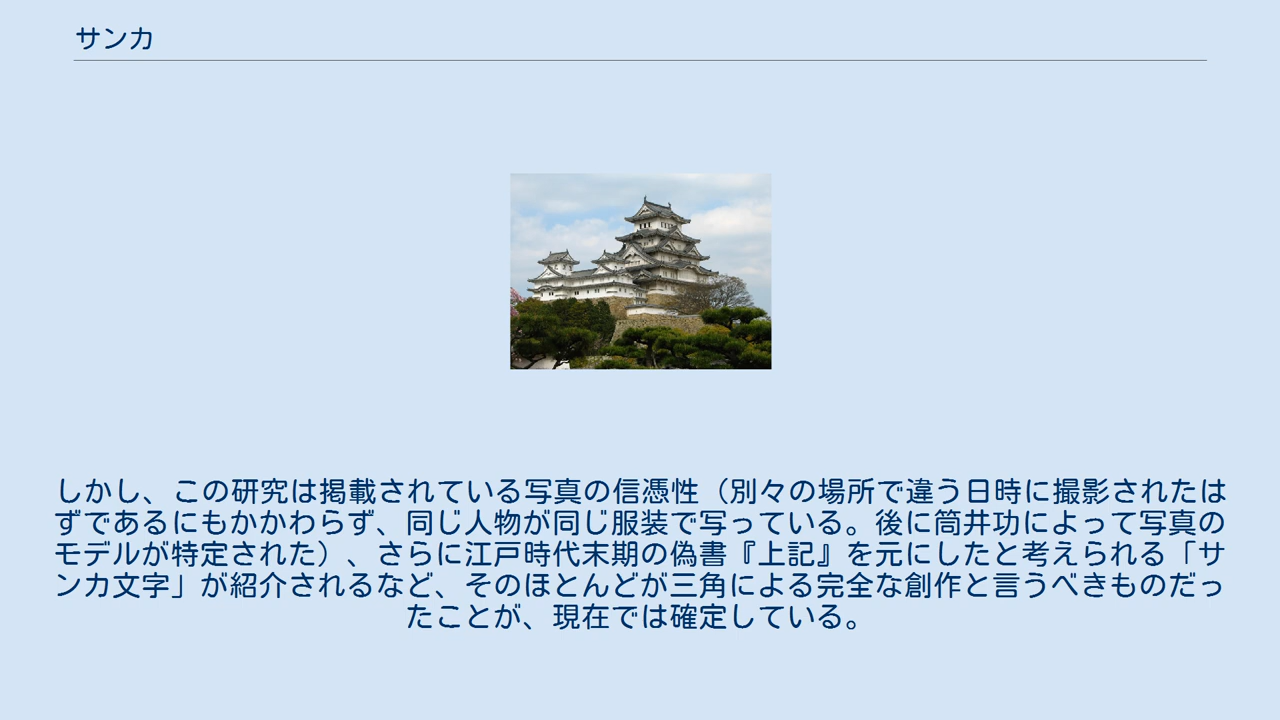 サンカ
しかし、この研究は掲載されている写真の信憑性（別々の場所で違う日時に撮影されたは
ずであるにもかかわらず、同じ人物が同じ服装で写っている。後に筒井功によって写真の
モデルが特定された）、さらに江戸時代末期の偽書『上記』を元にしたと考えられる「サ
ンカ文字」が紹介されるなど、そのほとんどが三角による完全な創作と言うべきものだっ
たことが、現在では確定している。